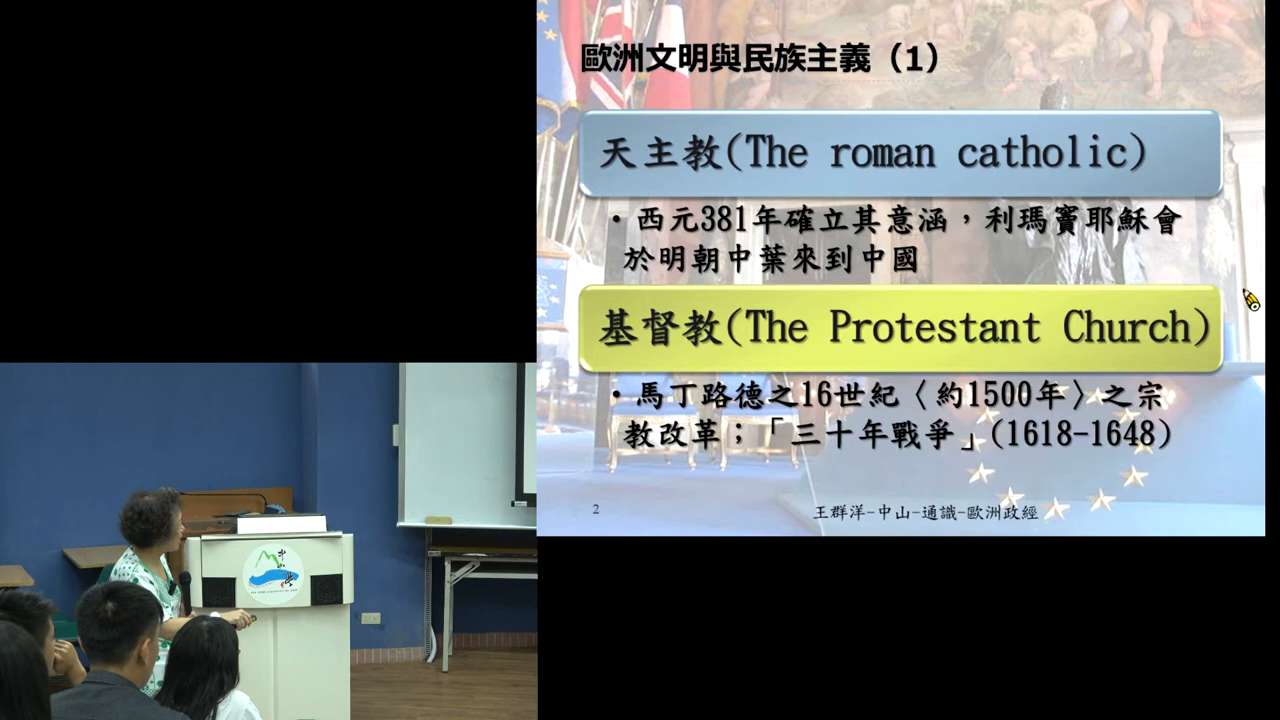 歐洲文明與民族主義（1）
天主教(The roman catholic)
・西元381年確立其意涵，利瑪竇耶穌會
於明朝中葉來到中國
基督教(The Protestant Church)
・馬丁路德之16世紀〈約1500年〉之宗
教改革；「三十年戰爭」(1618-1648)
2
王群洋-中山-通識-歐洲政經
中山